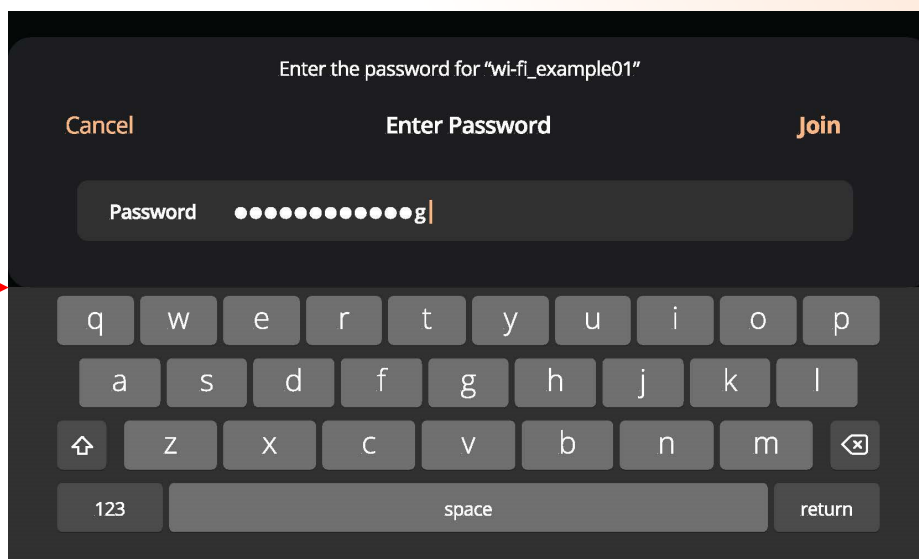 Enter the password for “wi-fi_example01”
Cancel Enter Password Join
Password ●●●●●●●●●●●●g
q w e r t y u i o p
a s d f g h j k l
z x c v b n m
123 space return